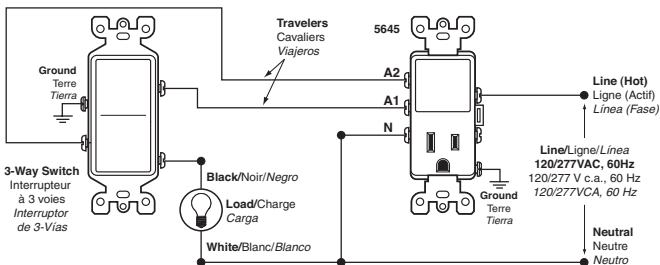 Travelers
Cavaliers
Viajeros
5645
Ground
Terre
Tierra
A2
A1
N
Line (Hot)
Ligne (Actif)
Línea (Fase)
Line/Ligne/Línea
120/277VAC, 60Hz
120/277 V c.a., 60 Hz
120/277VCA, 60 Hz
3-Way Switch
Interrupteur
à 3 voies
Interruptor
de 3-Vías
Black/Noir/Negro
Load/Charge
Carga
White/Blanc/Blanco
Ground
Terre
Tierra
Neutral
Neutre
Neutro